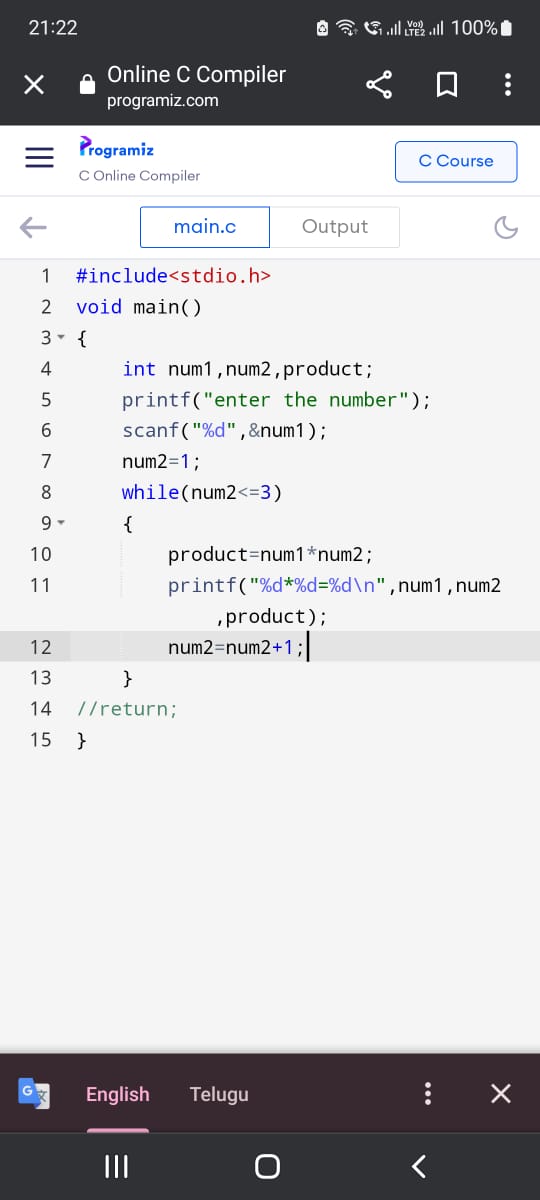 21:22 Vo)) LTE2 100%
Online C Compiler
programiz.com
Programiz
C Online Compiler
C Course
main.c Output
1 #include<stdio.h>
2 void main()
3 {
4 int num1,num2,product;
5 printf("enter the number");
6 scanf("%d",&num1);
7 num2=1;
8 while(num2<=3)
9 {
10 product=num1*num2;
11 printf("%d*%d=%d\n",num1,num2
,product);
12 num2=num2+1;
13 }
14 //return;
15 }
G 文 English Telugu